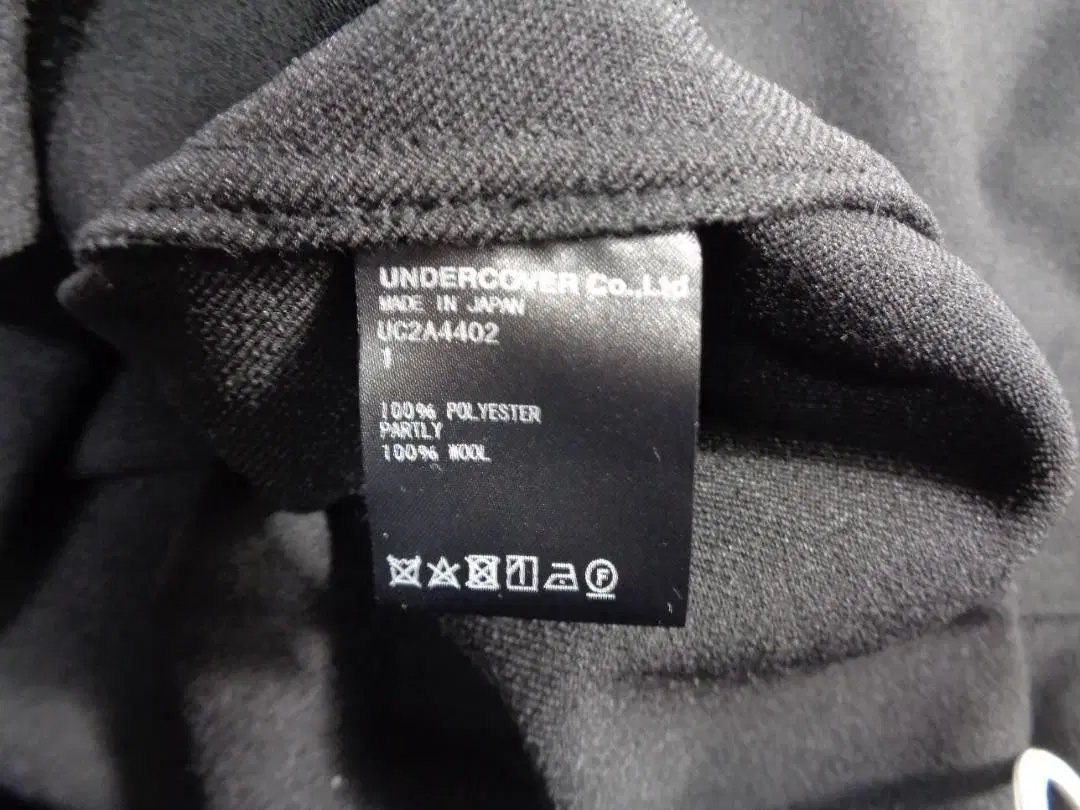 UNDERCOVER Co.,Ltd
MADE IN JAPAN
UC2A4402
1
100% POLYESTER
PARTLY
100% WOOL
F